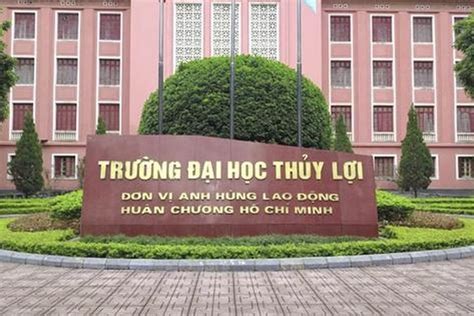 TRƯỜNG ĐẠI HỌC THỦY LỢI
ĐƠN VỊ ANH HÙNG LAO ĐỘNG
HUÂN CHƯƠNG HỒ CHÍ MINH